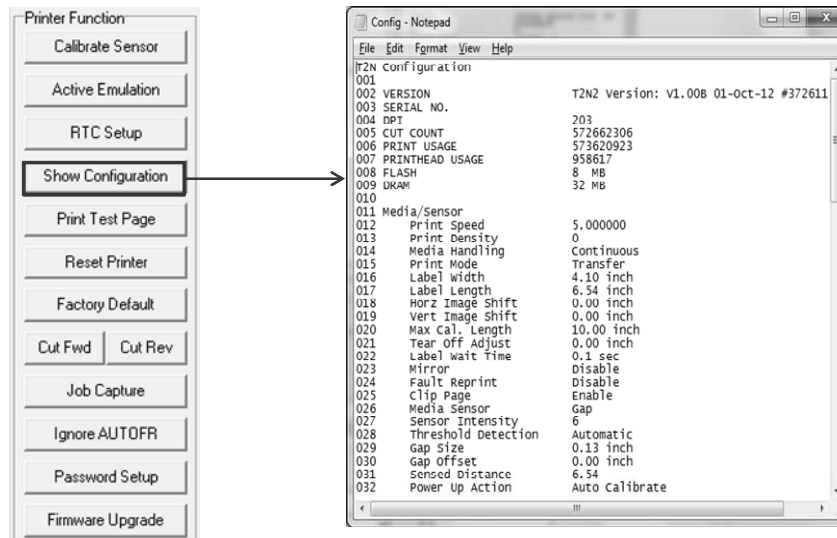 Printer Function
Calibrate Sensor
Active Emulation
RTC Setup
Show Configuration
Print Test Page
Reset Printer
Factory Default
Cut Fwd Cut Rev
Job Capture
Ignore AUTOFR
Password Setup
Firmware Upgrade
Config - Notepad
File Edit Format View Help
T2N Configuration
001
002 VERSION T2N2 Version: V1.00B 01-Oct-12 #372611
003 SERIAL NO.
004 DPI 203
005 CUT COUNT 572662306
006 PRINT USAGE 573620923
007 PRINTHEAD USAGE 958617
008 FLASH 8 MB
009 DRAM 32 MB
010
011 Media/Sensor
012 Print Speed 5.000000
013 Print Density 0
014 Media Handling Continuous
015 Print Mode Transfer
016 Label Width 4.10 inch
017 Label Length 6.54 inch
018 Horz Image Shift 0.00 inch
019 Vert Image Shift 0.00 inch
020 Max Cal. Length 10.00 inch
021 Tear Off Adjust 0.00 inch
022 Label Wait Time 0.1 sec
023 Mirror Disable
024 Fault Reprint Disable
025 Clip Page Enable
026 Media Sensor Gap
027 Sensor Intensity 6
028 Threshold Detection Automatic
029 Gap Size 0.13 inch
030 Gap Offset 0.00 inch
031 Sensed Distance 6.54
032 Power Up Action Auto Calibrate